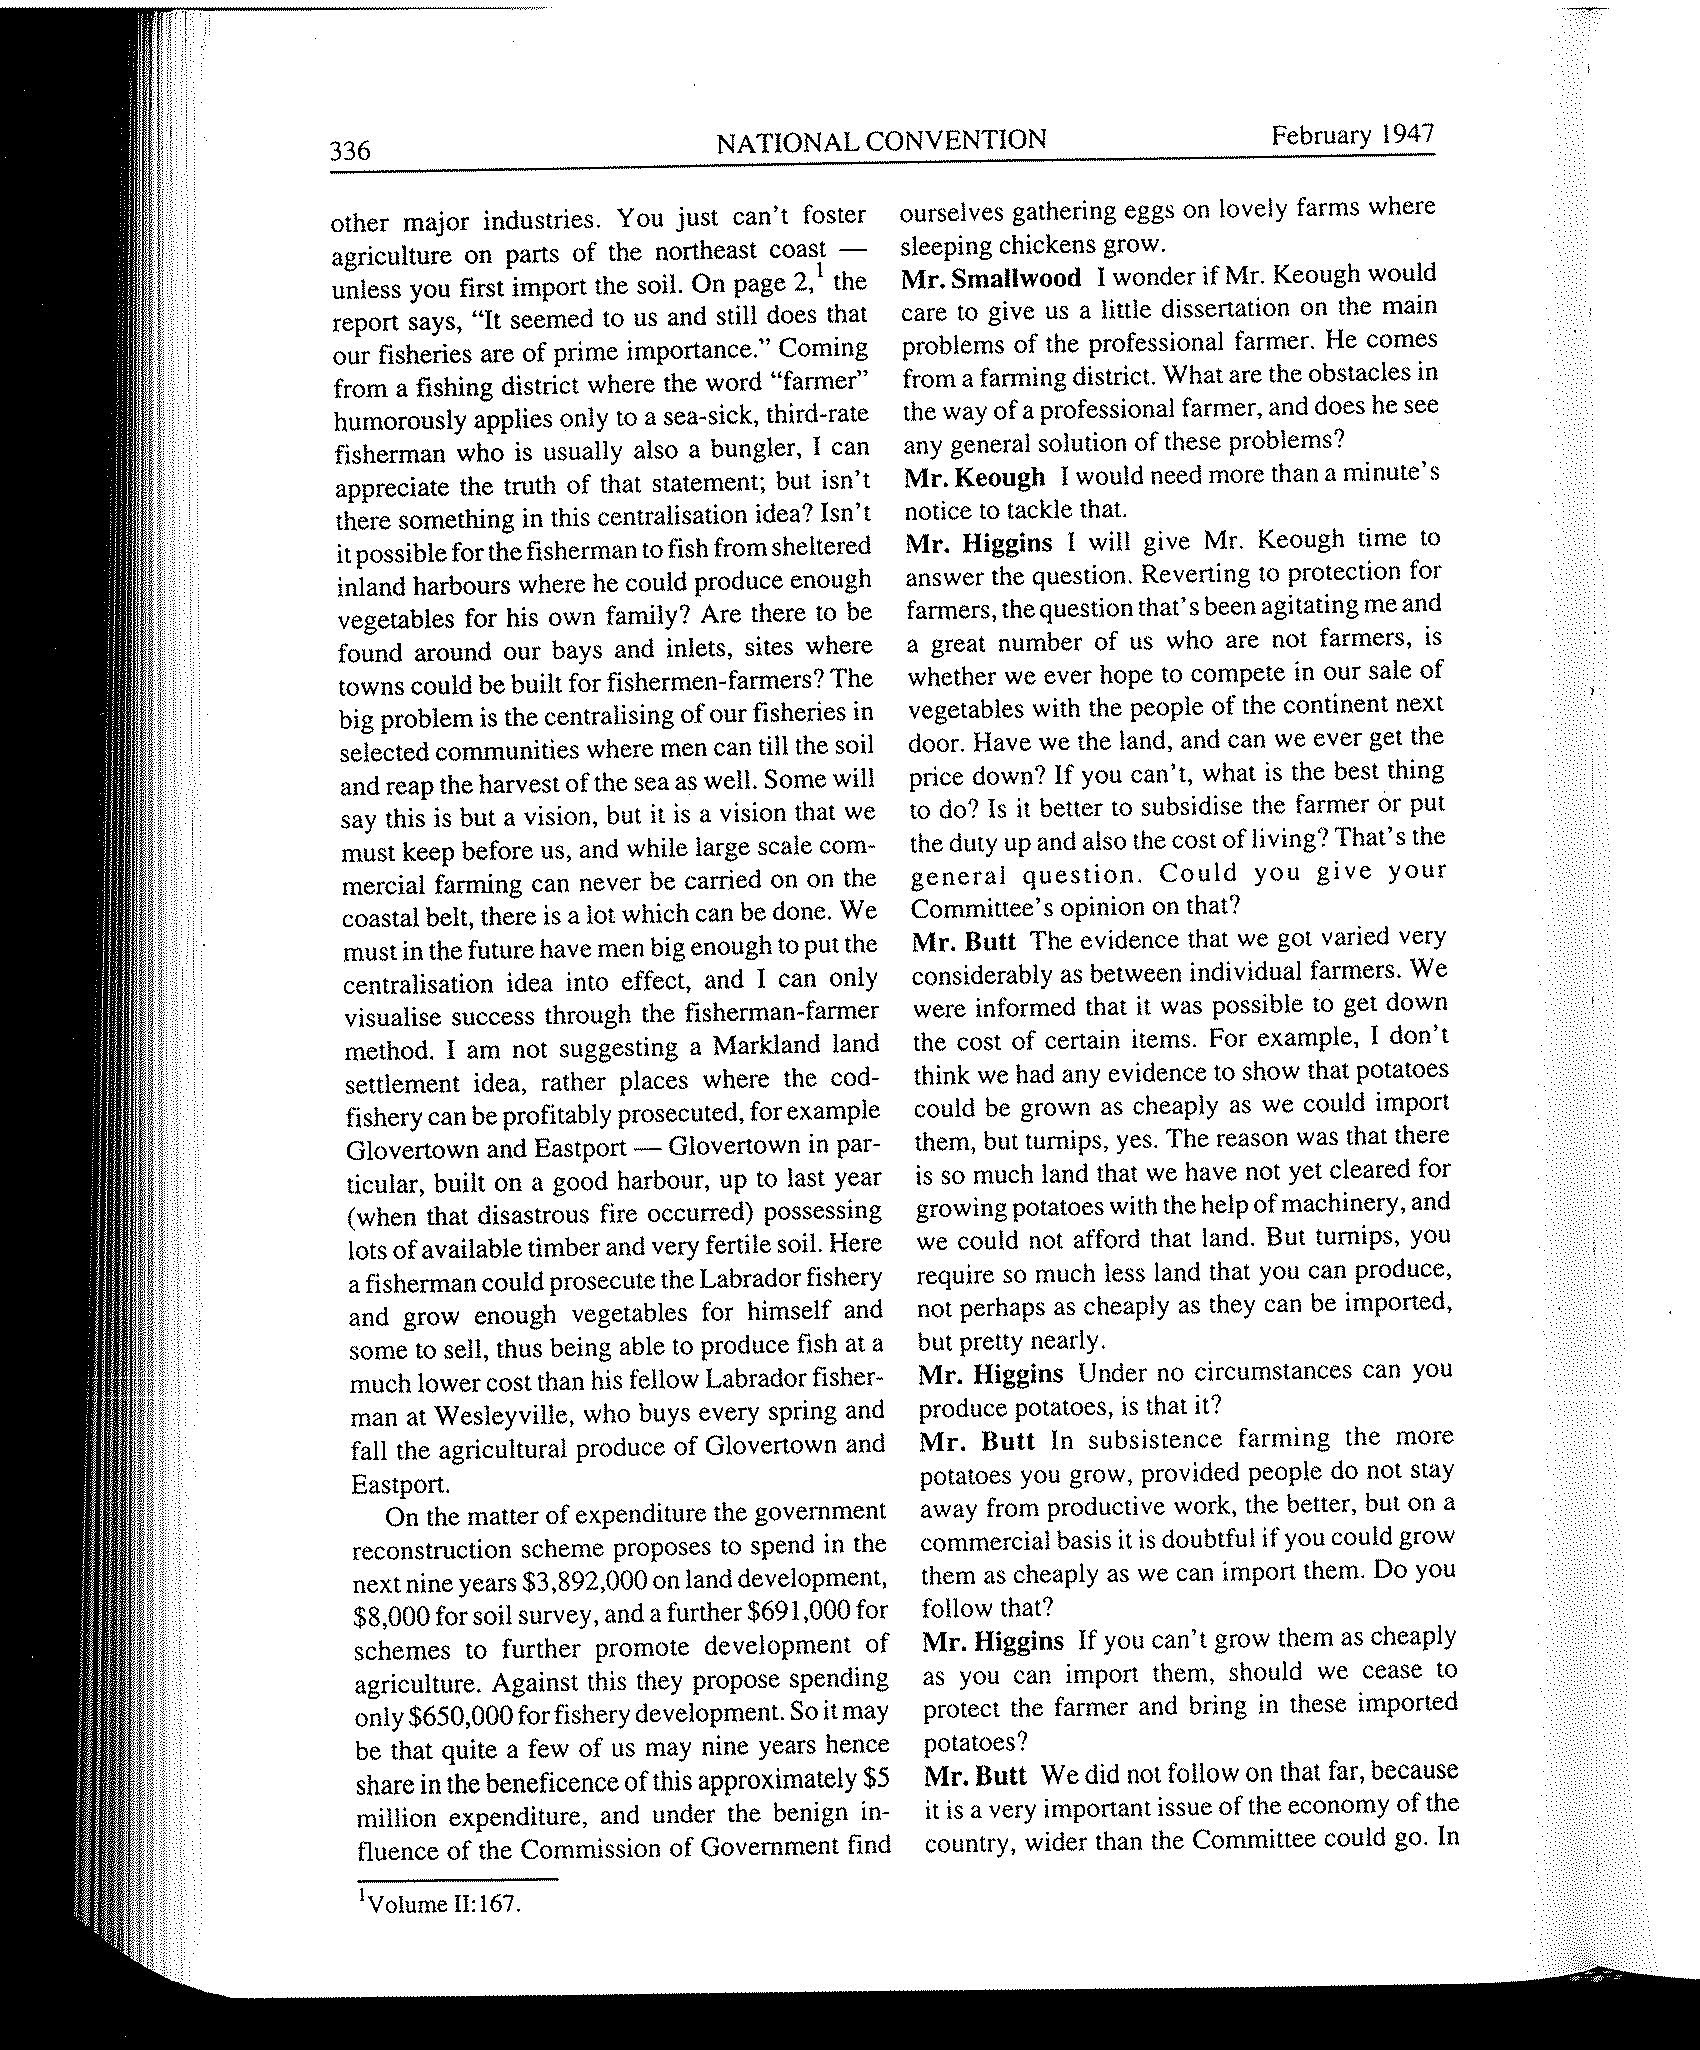 336
NATIONAL CONVENTION
February 1947
other major industries. You just can't foster
agriculture on parts of the northeast coast —
unless you first import the soil. On page 2,¹ the
report says, “It seemed to us and still does that
our fisheries are of prime importance.” Coming
from a fishing district where the word “farmer”
humorously applies only to a sea-sick, third-rate
fisherman who is usually also a bungler, I can
appreciate the truth of that statement; but isn't
there something in this centralisation idea? Isn't
it possible for the fisherman to fish from sheltered
inland harbours where he could produce enough
vegetables for his own family? Are there to be
found around our bays and inlets, sites where
towns could be built for fishermen-farmers? The
big problem is the centralising of our fisheries in
selected communities where men can till the soil
and reap the harvest of the sea as well. Some will
say this is but a vision, but it is a vision that we
must keep before us, and while large scale com-
mercial farming can never be carried on on the
coastal belt, there is a lot which can be done. We
must in the future have men big enough to put the
centralisation idea into effect, and I can only
visualise success through the fisherman-farmer
method. I am not suggesting a Markland land
settlement idea, rather places where the cod-
fishery can be profitably prosecuted, for example
Glovertown and Eastport — Glovertown in par-
ticular, built on a good harbour, up to last year
(when that disastrous fire occurred) possessing
lots of available timber and very fertile soil. Here
a fisherman could prosecute the Labrador fishery
and grow enough vegetables for himself and
some to sell, thus being able to produce fish at a
much lower cost than his fellow Labrador fisher-
man at Wesleyville, who buys every spring and
fall the agricultural produce of Glovertown and
Eastport.
On the matter of expenditure the government
reconstruction scheme proposes to spend in the
next nine years $3,892,000 on land development,
$8,000 for soil survey, and a further $691,000 for
schemes to further promote development of
agriculture. Against this they propose spending
only $650,000 for fishery development. So it may
be that quite a few of us may nine years hence
share in the beneficence of this approximately $5
million expenditure, and under the benign in-
fluence of the Commission of Government find
¹Volume II:167.
ourselves gathering eggs on lovely farms where
sleeping chickens grow.
Mr. Smallwood I wonder if Mr. Keough would
care to give us a little dissertation on the main
problems of the professional farmer. He comes
from a farming district. What are the obstacles in
the way of a professional farmer, and does he see
any general solution of these problems?
Mr. Keough I would need more than a minute's
notice to tackle that.
Mr. Higgins I will give Mr. Keough time to
answer the question. Reverting to protection for
farmers, the question that's been agitating me and
a great number of us who are not farmers, is
whether we ever hope to compete in our sale of
vegetables with the people of the continent next
door. Have we the land, and can we ever get the
price down? If you can't, what is the best thing
to do? Is it better to subsidise the farmer or put
the duty up and also the cost of living? That's the
general question. Could you give your
Committee's opinion on that?
Mr. Butt The evidence that we got varied very
considerably as between individual farmers. We
were informed that it was possible to get down
the cost of certain items. For example, I don't
think we had any evidence to show that potatoes
could be grown as cheaply as we could import
them, but turnips, yes. The reason was that there
is so much land that we have not yet cleared for
growing potatoes with the help of machinery, and
we could not afford that land. But turnips, you
require so much less land that you can produce,
not perhaps as cheaply as they can be imported,
but pretty nearly.
Mr. Higgins Under no circumstances can you
produce potatoes, is that it?
Mr. Butt In subsistence farming the more
potatoes you grow, provided people do not stay
away from productive work, the better, but on a
commercial basis it is doubtful if you could grow
them as cheaply as we can import them. Do you
follow that?
Mr. Higgins If you can't grow them as cheaply
as you can import them, should we cease to
protect the farmer and bring in these imported
potatoes?
Mr. Butt We did not follow on that far, because
it is a very important issue of the economy of the
country, wider than the Committee could go. In